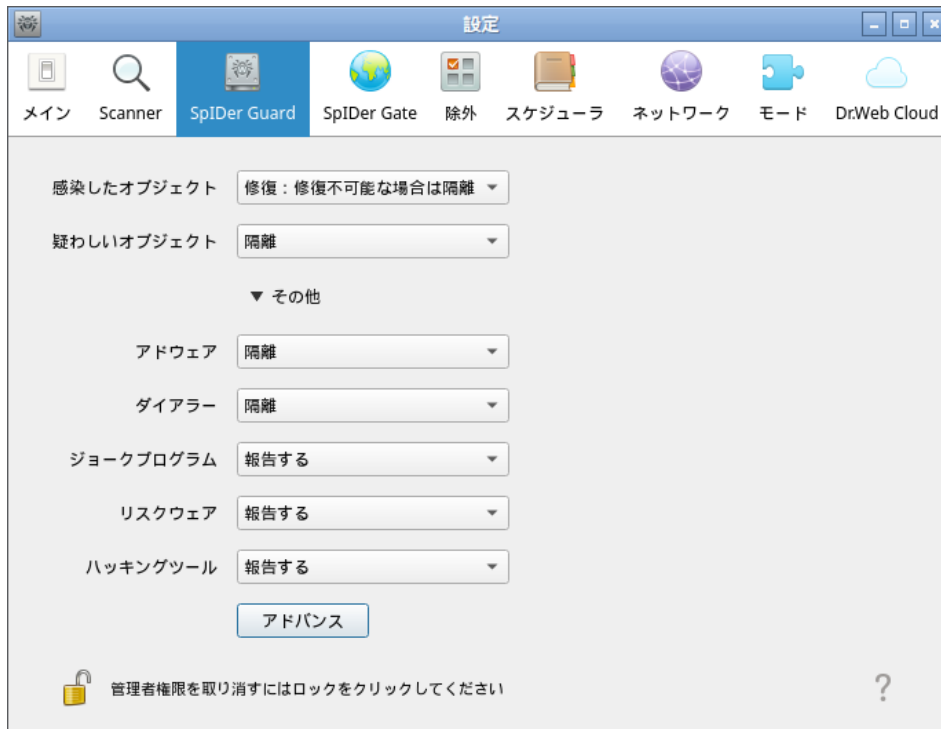 設定
メイン Scanner SpIDer Guard SpIDer Gate 除外 スケジューラ ネットワーク モード Dr.Web Cloud
感染したオブジェクト 修復：修復不可能な場合は隔離
疑わしいオブジェクト 隔離
▼ その他
アドウェア 隔離
ダイアラー 隔離
ジョークプログラム 報告する
リスクウェア 報告する
ハッキングツール 報告する
アドバンス
管理者権限を取り消すにはロックをクリックしてください ?